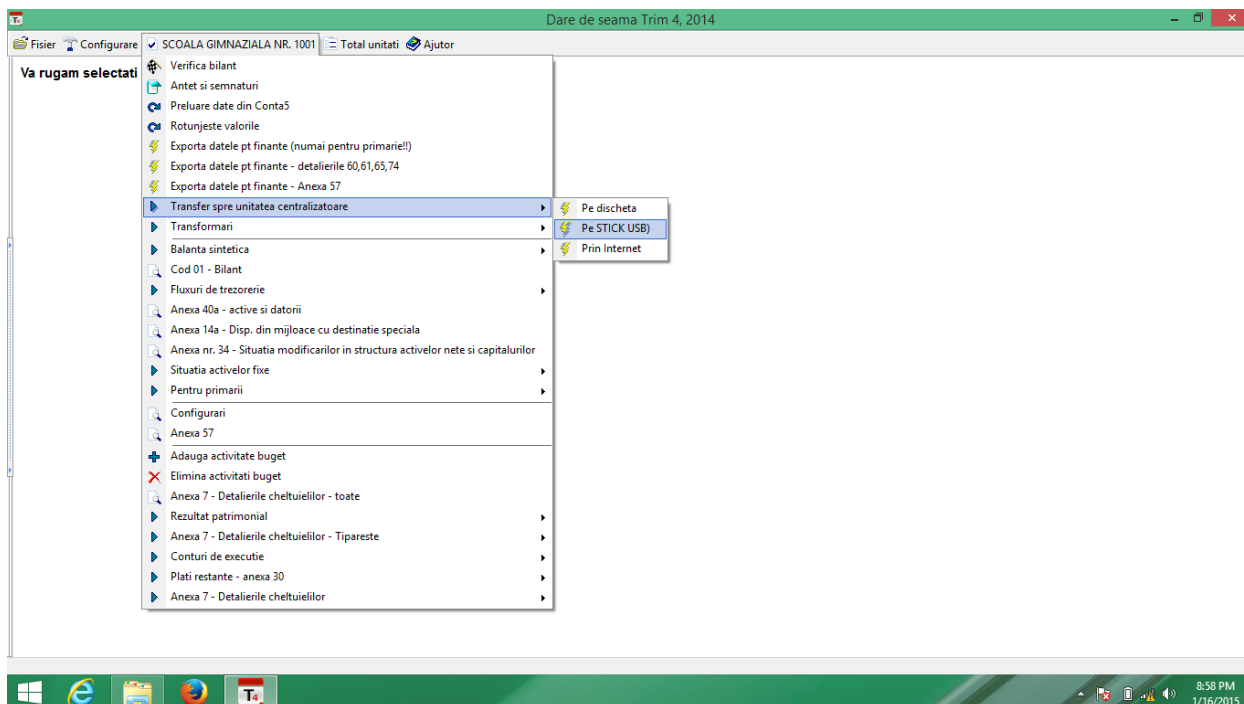 Dare de seama Trim 4, 2014
Fisier Configurare SCOALA GIMNAZIALA NR. 1001 Total unitati Ajutor
Va rugam selectati
Verifica bilant
Antet si semnaturi
Preluare date din Conta5
Rotunjeste valorile
Exporta datele pt finante (numai pentru primarie!!)
Exporta datele pt finante - detalierile 60,61,65,74
Exporta datele pt finante - Anexa 57
Transfer spre unitatea centralizatoare
Pe discheta
Pe STICK USB)
Prin Internet
Transformari
Balanta sintetica
Cod 01 - Bilant
Fluxuri de trezorerie
Anexa 40a - active si datorii
Anexa 14a - Disp. din mijloace cu destinatie speciala
Anexa nr. 34 - Situatia modificarilor in structura activelor nete si capitalurilor
Situatia activelor fixe
Pentru primarii
Configurari
Anexa 57
Adauga activitate buget
Elimina activitati buget
Anexa 7 - Detalierile cheltuielilor - toate
Rezultat patrimonial
Anexa 7 - Detalierile cheltuielilor - Tipareste
Conturi de executie
Plati restante - anexa 30
Anexa 7 - Detalierile cheltuielilor
T4
8:58 PM
1/16/2015